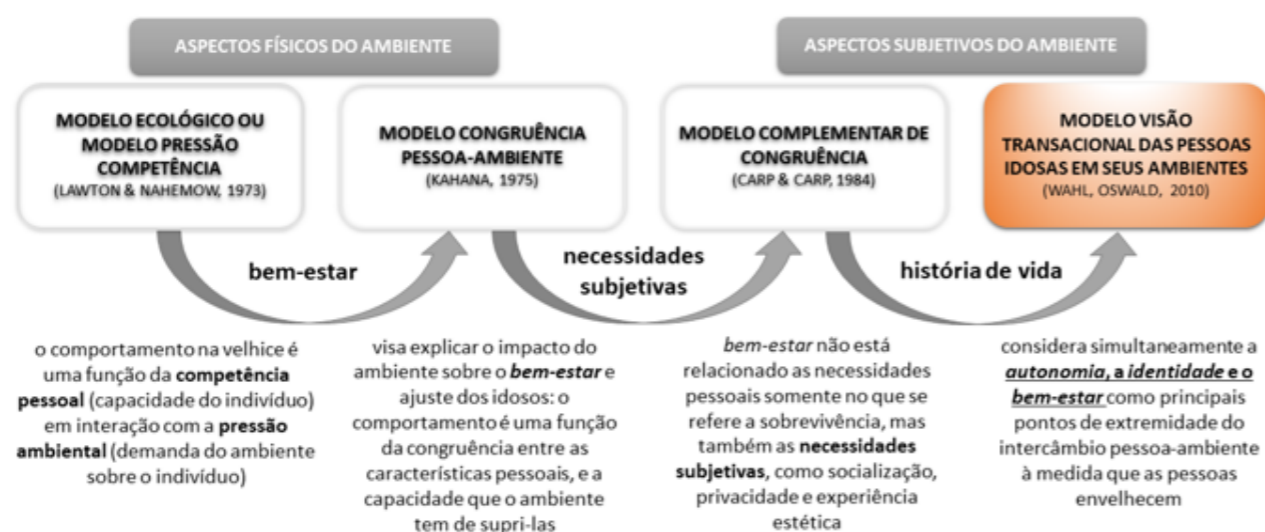 ASPECTOS FÍSICOS DO AMBIENTE
ASPECTOS SUBJETIVOS DO AMBIENTE
MODELO ECOLÓGICO OU
MODELO PRESSÃO
COMPETÊNCIA
(LAWTON & NAHEMOW, 1973)
MODELO CONGRUÊNCIA
PESSOA-AMBIENTE
(KAHANA, 1975)
MODELO COMPLEMENTAR DE
CONGRUÊNCIA
(CARP & CARP, 1984)
MODELO VISÃO
TRANSACIONAL DAS PESSOAS
IDOSAS EM SEUS AMBIENTES
(WAHL, OSWALD, 2010)
bem-estar
necessidades
subjetivas
história de vida
o comportamento na velhice é
uma função da competência
pessoal (capacidade do indivíduo)
em interação com a pressão
ambiental (demanda do ambiente
sobre o indivíduo)
visa explicar o impacto do
ambiente sobre o bem-estar e
ajuste dos idosos: o
comportamento é uma função
da congruência entre as
características pessoais, e a
capacidade que o ambiente
tem de supri-las
bem-estar não está
relacionado as necessidades
pessoais somente no que se
refere a sobrevivência, mas
também as necessidades
subjetivas, como socialização,
privacidade e experiência
estética
considera simultaneamente a
autonomia, a identidade e o
bem-estar como principais
pontos de extremidade do
intercâmbio pessoa-ambiente
à medida que as pessoas
envelhecem